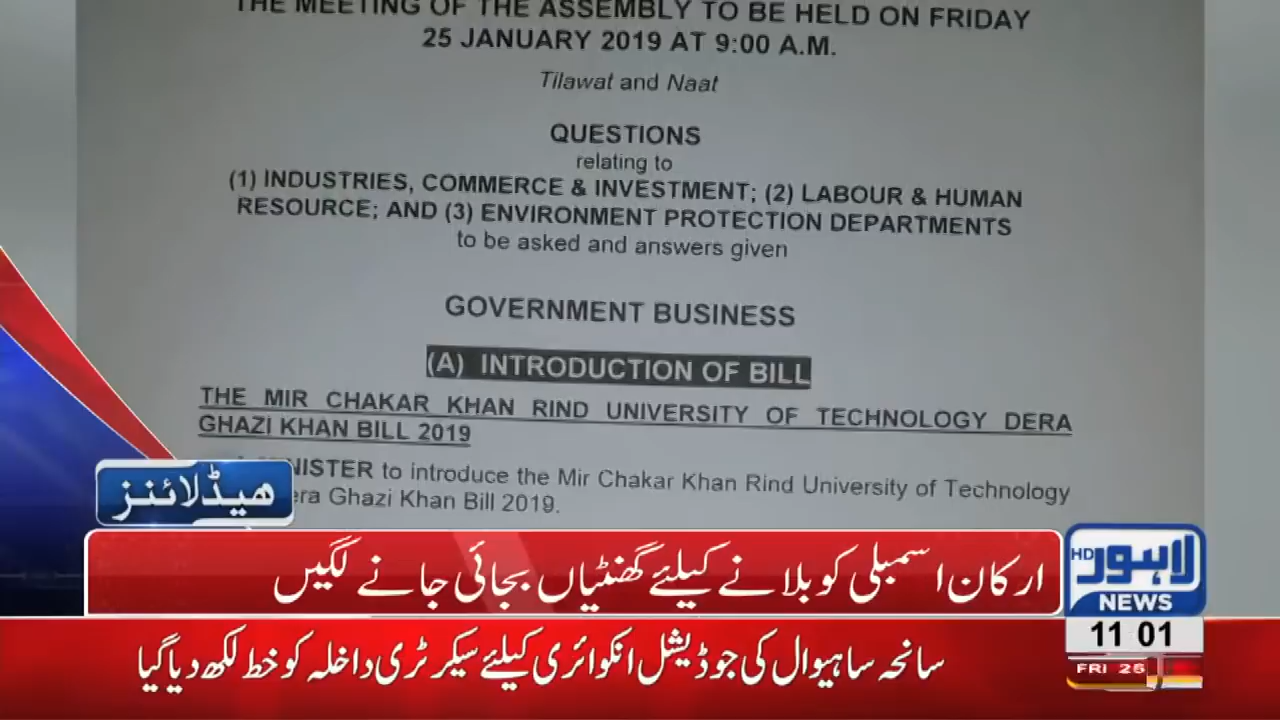 THE MEETING OF THE ASSEMBLY TO BE HELD ON FRIDAY
25 JANUARY 2019 AT 9:00 A.M.
Tilawat and Naat
QUESTIONS
relating to
(1) INDUSTRIES, COMMERCE & INVESTMENT; (2) LABOUR & HUMAN
RESOURCE; AND (3) ENVIRONMENT PROTECTION DEPARTMENTS
to be asked and answers given
GOVERNMENT BUSINESS
(A) INTRODUCTION OF BILL
THE MIR CHAKAR KHAN RIND UNIVERSITY OF TECHNOLOGY DERA
GHAZI KHAN BILL 2019
to introduce the Mir Chakar Khan Rind University of Technology
Ghazi Khan Bill 2019.
ھیڈلائنز
ارکان اسمبلی کو بلانے کیلئے گھنٹیاں بجائی جانے لگیں
سانحہ ساہیوال کی جوڈیشل انکوائری کیلئے سیکرٹری داخلہ کو خط لکھ دیا گیا
لاہور HD
NEWS
11 01
FRI 25